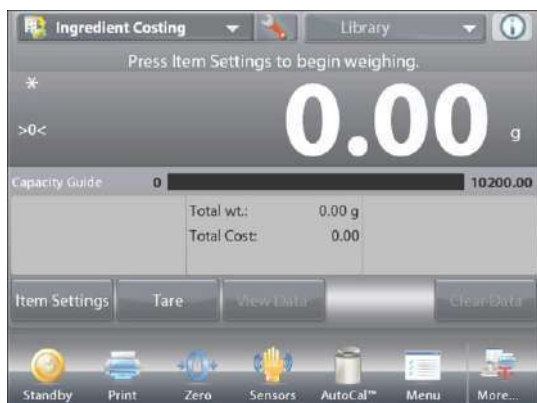 Ingredient Costing Library
Press Item Settings to begin weighing.
*
>0<
0.00 g
Capacity Guide 0 10200.00
Total wt.: 0.00 g
Total Cost: 0.00
Item Settings Tare View Data Clear Data
Standby Print Zero Sensors AutoCal™ Menu More...